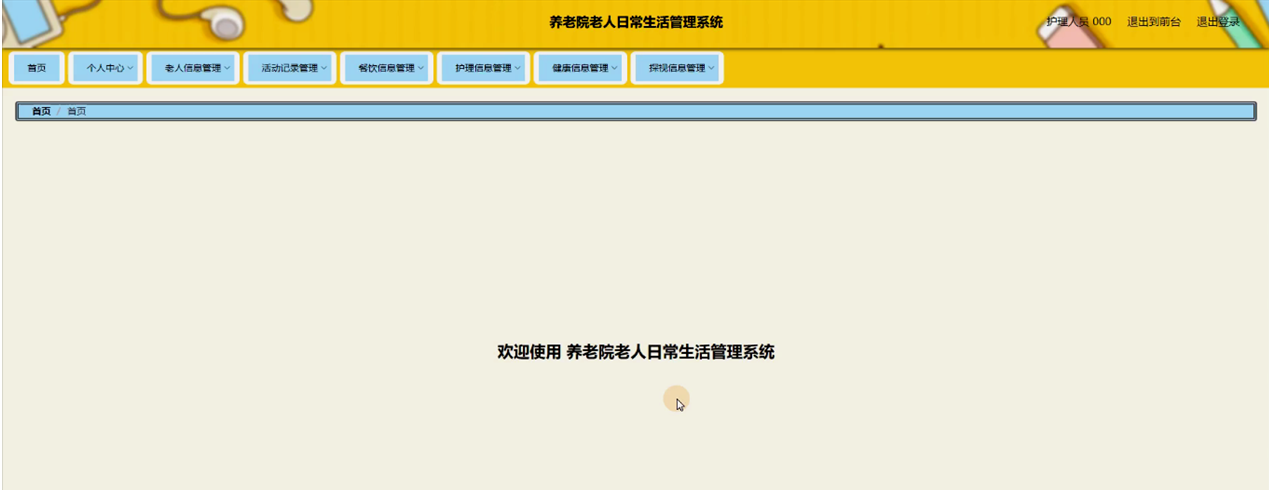 养老院老人日常生活管理系统
护理人员 000 退出到前台 退出登录
首页 个人中心 老人信息管理 活动记录管理 餐饮信息管理 护理信息管理 健康信息管理 探视信息管理
首页 / 首页
欢迎使用 养老院老人日常生活管理系统